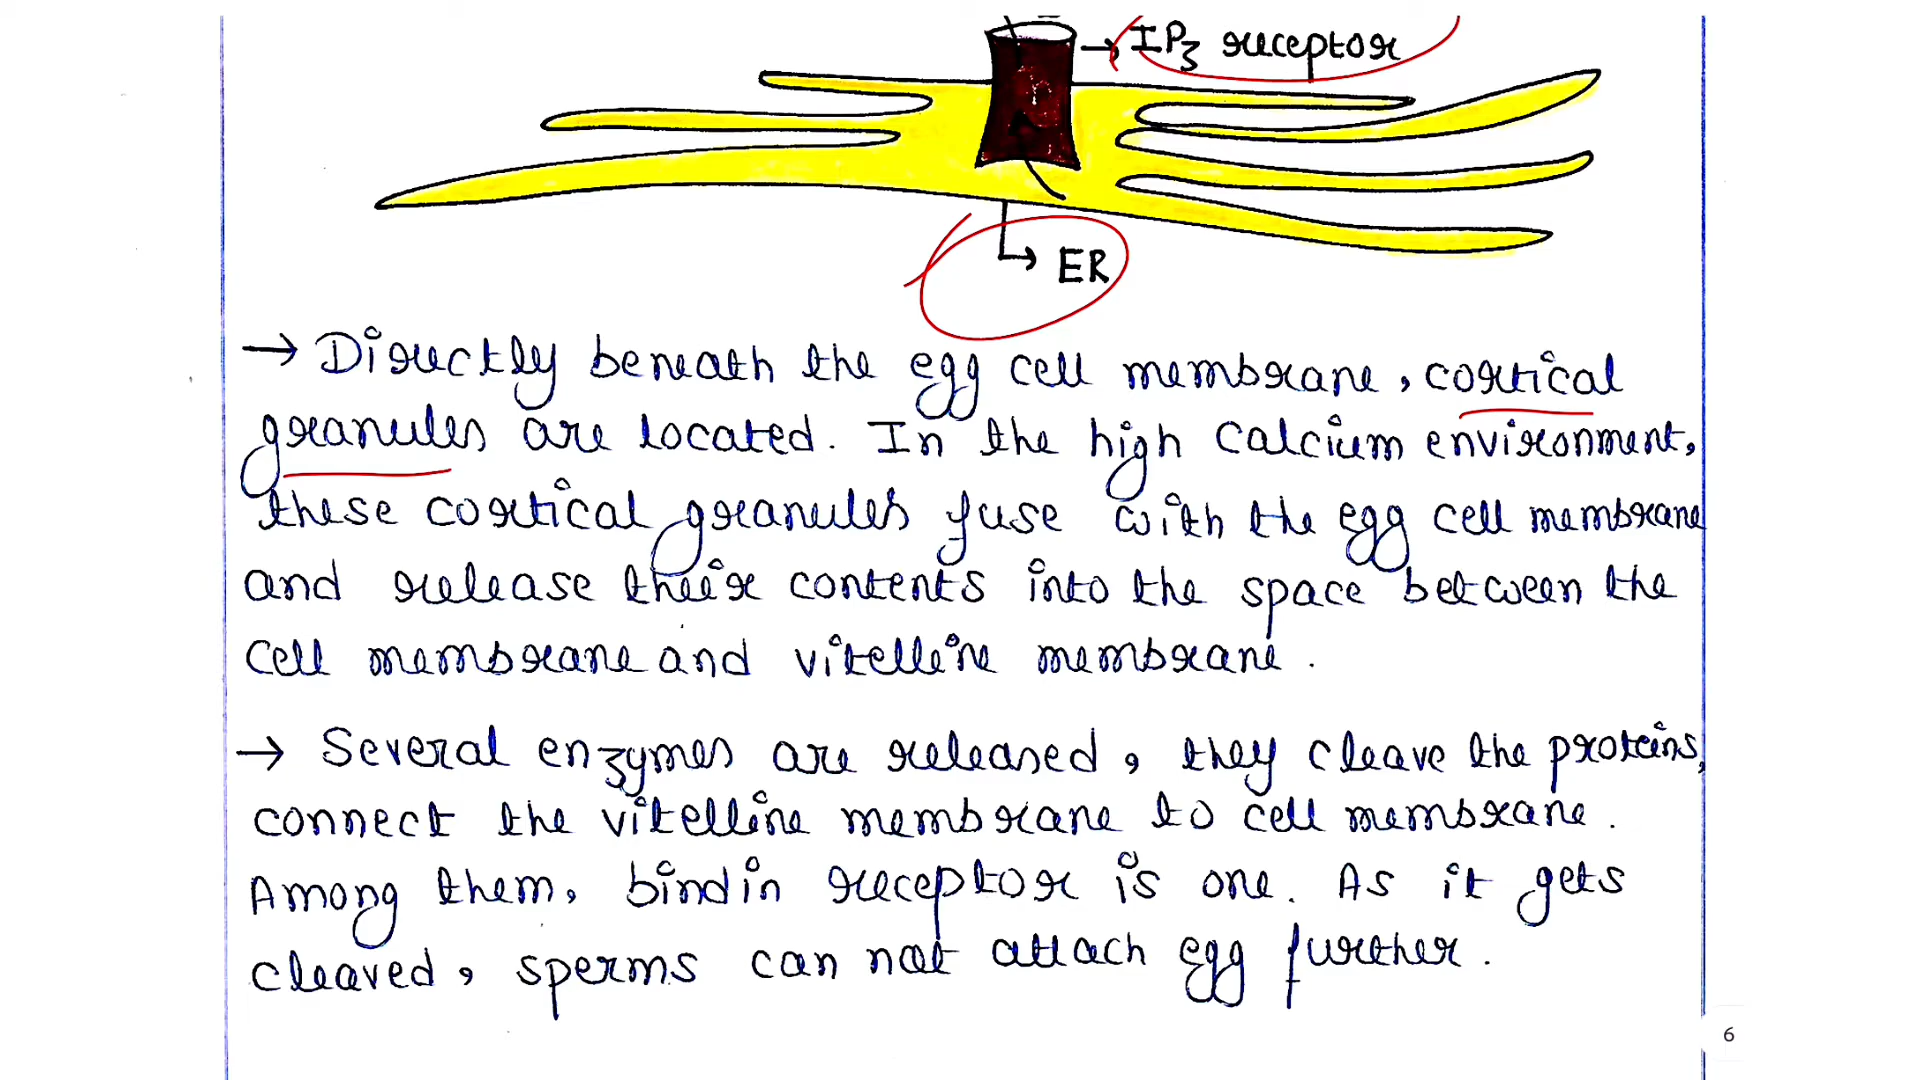 → IP3 receptor
→ ER
→ Directly beneath the egg cell membrane, cortical
granules are located. In the high calcium environment,
these cortical granules fuse with the egg cell membrane
and release their contents into the space between the
cell membrane and vitelline membrane.
→ Several enzymes are released, they cleave the proteins,
connect the vitelline membrane to cell membrane.
Among them, bindin receptor is one. As it gets
cleaved, sperms can not attach egg further.
6